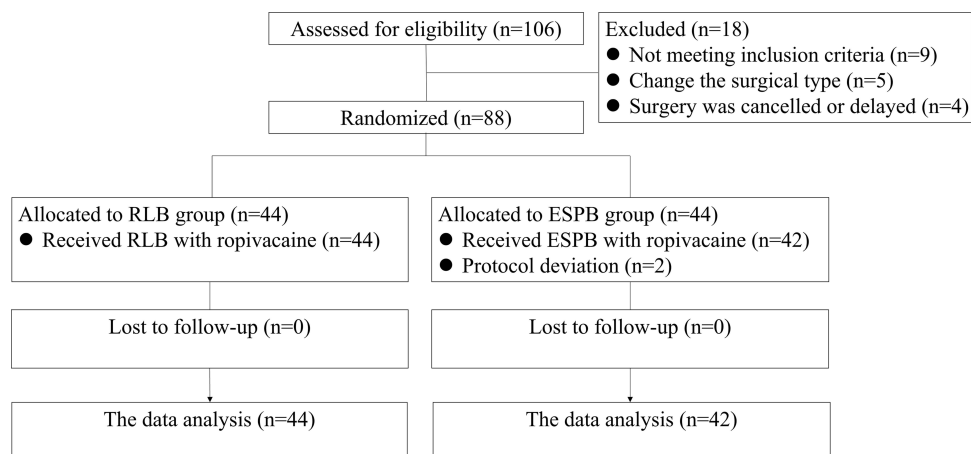 Assessed for eligibility (n=106)
Excluded (n=18)
● Not meeting inclusion criteria (n=9)
● Change the surgical type (n=5)
● Surgery was cancelled or delayed (n=4)
Randomized (n=88)
Allocated to RLB group (n=44)
● Received RLB with ropivacaine (n=44)
Allocated to ESPB group (n=44)
● Received ESPB with ropivacaine (n=42)
● Protocol deviation (n=2)
Lost to follow-up (n=0)
Lost to follow-up (n=0)
The data analysis (n=44)
The data analysis (n=42)